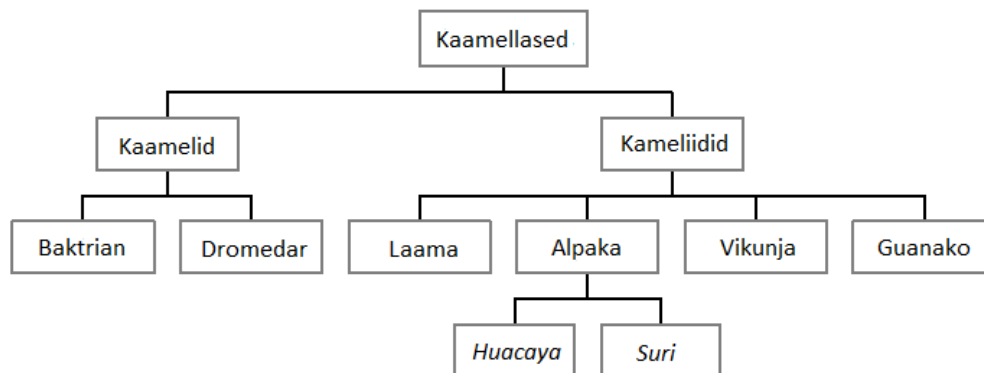 Kaamellased
Kaamelid
Kameliidid
Baktrian
Dromedar
Laama
Alpaka
Vikunja
Guanako
Huacaya
Suri